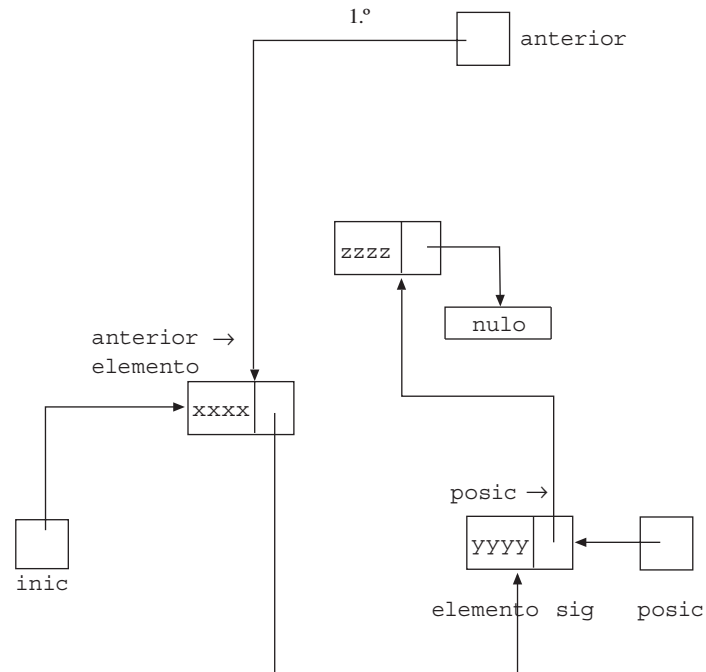 1.º
anterior
zzzz
nulo
anterior →
elemento
xxxx
posic →
yyyy
inic
elemento sig
posic